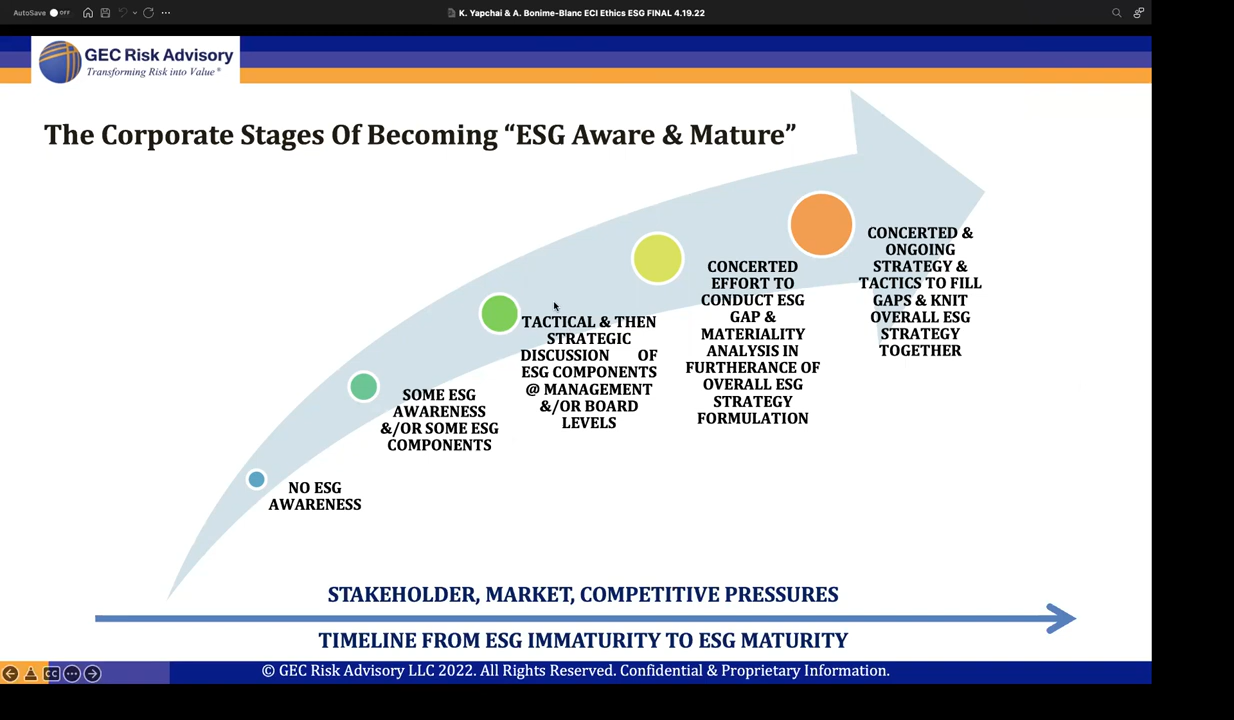 AutoSave OFF
K. Yapchai & A. Bonime-Blanc ECI Ethics ESG FINAL 4.19.22
GEC Risk Advisory
Transforming Risk into Value®
The Corporate Stages Of Becoming “ESG Aware & Mature”
NO ESG
AWARENESS
SOME ESG
AWARENESS
&/OR SOME ESG
COMPONENTS
TACTICAL & THEN
STRATEGIC
DISCUSSION OF
ESG COMPONENTS
@ MANAGEMENT
&/OR BOARD
LEVELS
CONCERTED
EFFORT TO
CONDUCT ESG
GAP &
MATERIALITY
ANALYSIS IN
FURTHERANCE OF
OVERALL ESG
STRATEGY
FORMULATION
CONCERTED &
ONGOING
STRATEGY &
TACTICS TO FILL
GAPS & KNIT
OVERALL ESG
STRATEGY
TOGETHER
STAKEHOLDER, MARKET, COMPETITIVE PRESSURES
TIMELINE FROM ESG IMMATURITY TO ESG MATURITY
CC
© GEC Risk Advisory LLC 2022. All Rights Reserved. Confidential & Proprietary Information.